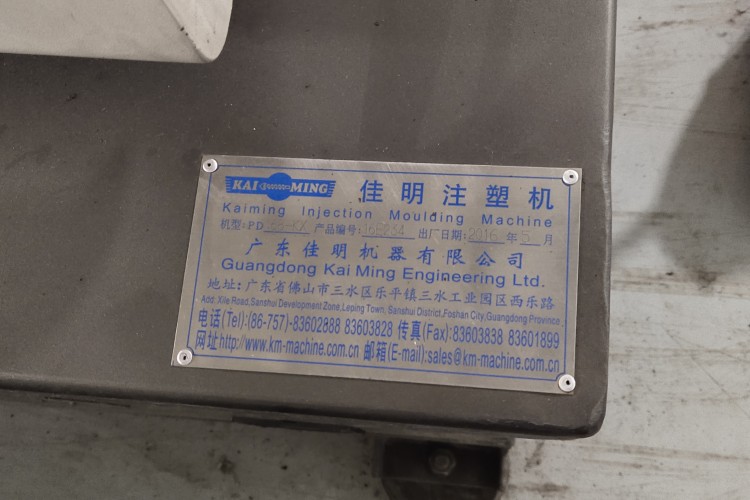 KAI MING 佳明注塑机
Kaiming Injection Moulding Machine
机型:PD 产品编号: 出厂日期:2016 年 5 月
广东佳明机器有限公司
Guangdong Kai Ming Engineering Ltd.
地址:广东省佛山市三水区乐平镇三水工业园区西乐路
Add: Xile Road,Sanshui Development Zone,Leping Town, Sanshui District,Foshan City,Guangdong Province
电话(Tel):(86-757)-83602888 83603828 传真(Fax):83603838 83601899
网址http://www.km-machine.com.cn 邮箱(E-mail):sales@km-machine.com.cn